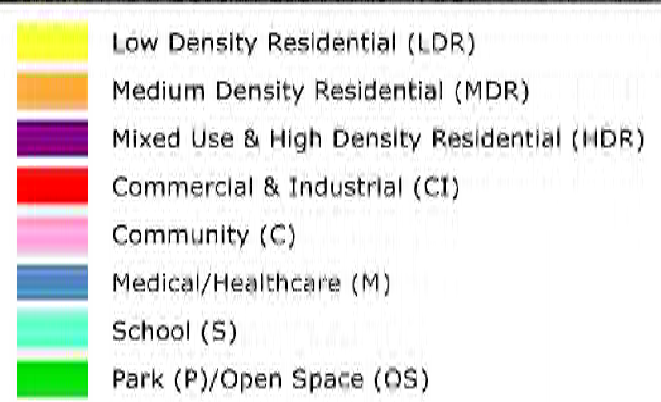 Low Density Residential (LDR)
Medium Density Residential (MDR)
Mixed Use & High Density Residential (HDR)
Commercial & Industrial (CI)
Community (C)
Medical/Healthcare (M)
School (S)
Park (P)/Open Space (OS)